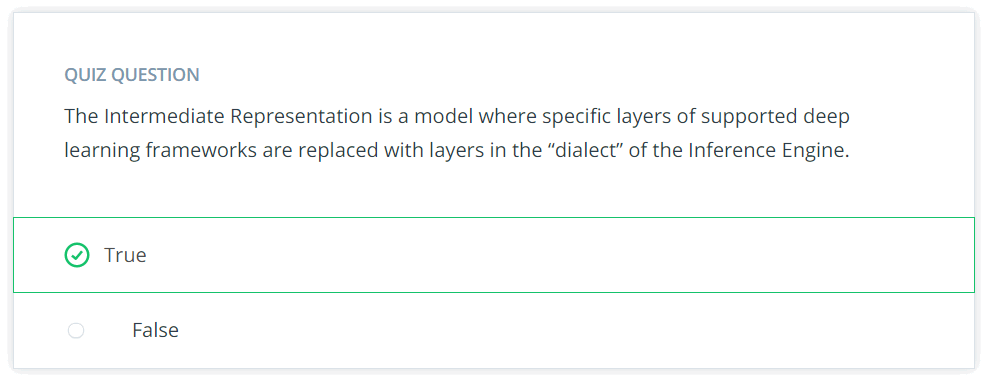 QUIZ QUESTION
The Intermediate Representation is a model where specific layers of supported deep
learning frameworks are replaced with layers in the “dialect” of the Inference Engine.
True
False